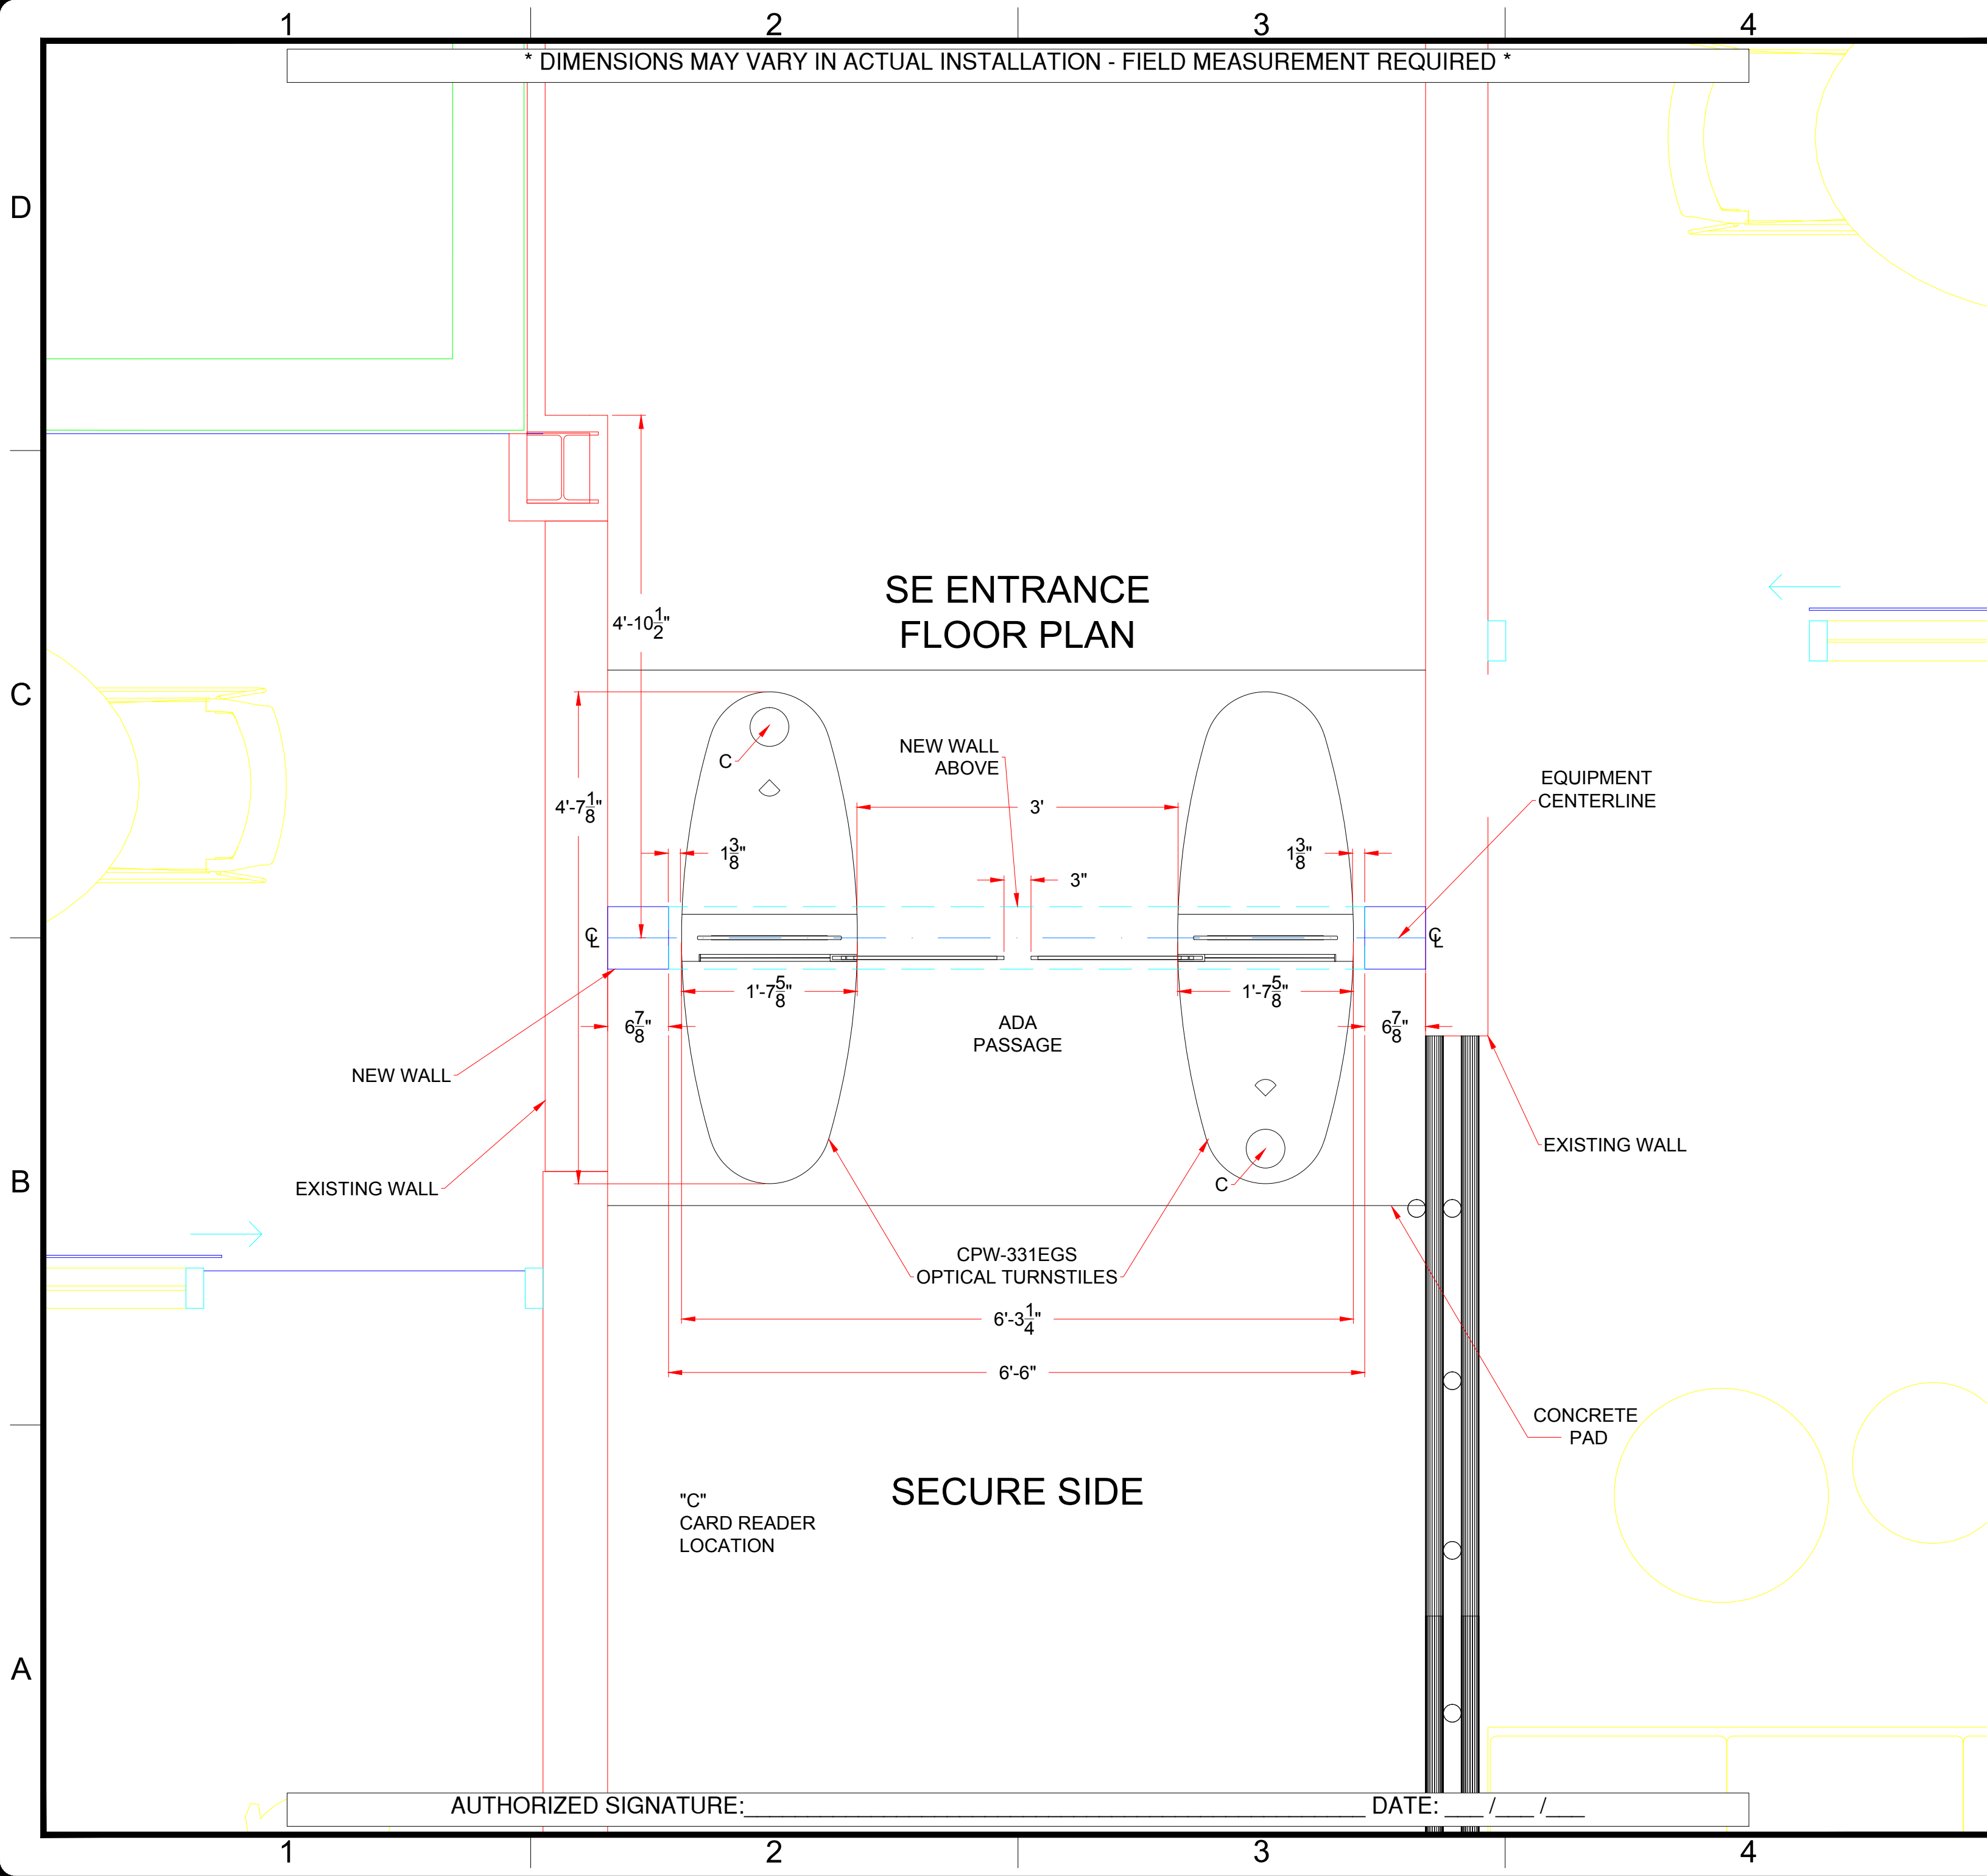 1 2 3 4
* DIMENSIONS MAY VARY IN ACTUAL INSTALLATION - FIELD MEASUREMENT REQUIRED *
D
SE ENTRANCE
FLOOR PLAN
4'-10 1/2"
C
C
NEW WALL
ABOVE
EQUIPMENT
CENTERLINE
4'-7 1/8"
3'
1 3/8"
1 3/8"
3"
℄
℄
1'-7 5/8"
1'-7 5/8"
6 7/8"
ADA
PASSAGE
6 7/8"
NEW WALL
EXISTING WALL
B
EXISTING WALL
C
CPW-331EGS
OPTICAL TURNSTILES
6'-3 1/4"
6'-6"
CONCRETE
PAD
SECURE SIDE
"C"
CARD READER
LOCATION
A
AUTHORIZED SIGNATURE:__________________________________________________ DATE: ___ /___ /___
1 2 3 4